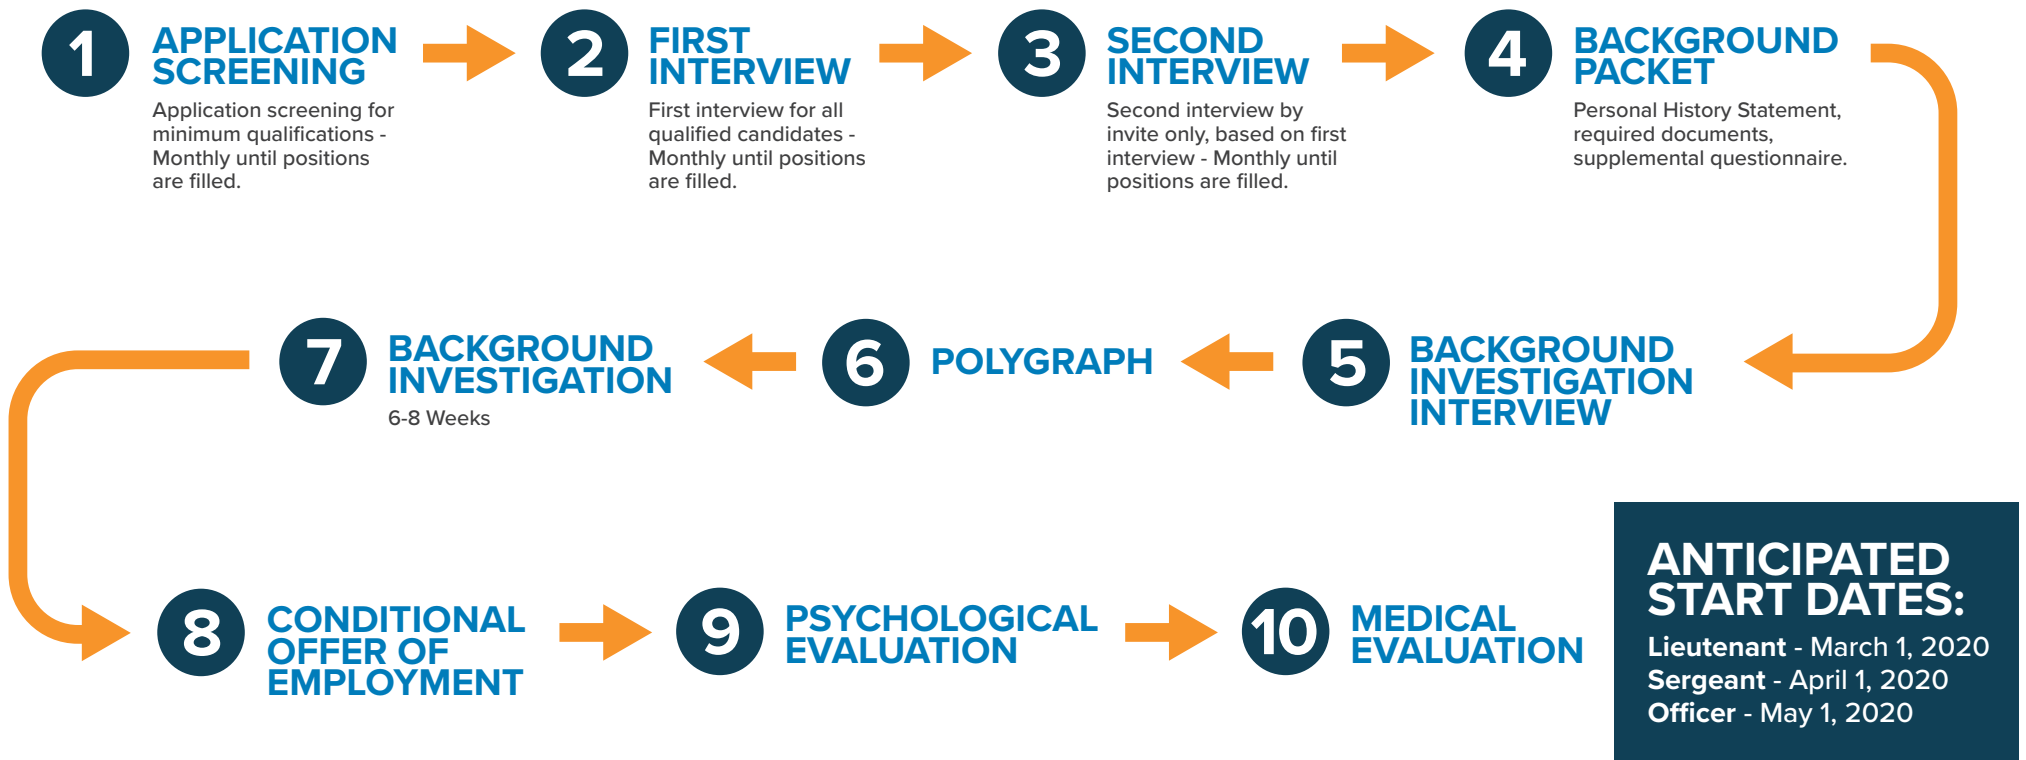 1
APPLICATION
SCREENING
Application screening for
minimum qualifications -
Monthly until positions
are filled.
2
FIRST
INTERVIEW
First interview for all
qualified candidates -
Monthly until positions
are filled.
3
SECOND
INTERVIEW
Second interview by
invite only, based on first
interview - Monthly until
positions are filled.
4
BACKGROUND
PACKET
Personal History Statement,
required documents,
supplemental questionnaire.
5
BACKGROUND
INVESTIGATION
INTERVIEW
6
POLYGRAPH
7
BACKGROUND
INVESTIGATION
6-8 Weeks
8
CONDITIONAL
OFFER OF
EMPLOYMENT
9
PSYCHOLOGICAL
EVALUATION
10
MEDICAL
EVALUATION
ANTICIPATED
START DATES:
Lieutenant - March 1, 2020
Sergeant - April 1, 2020
Officer - May 1, 2020